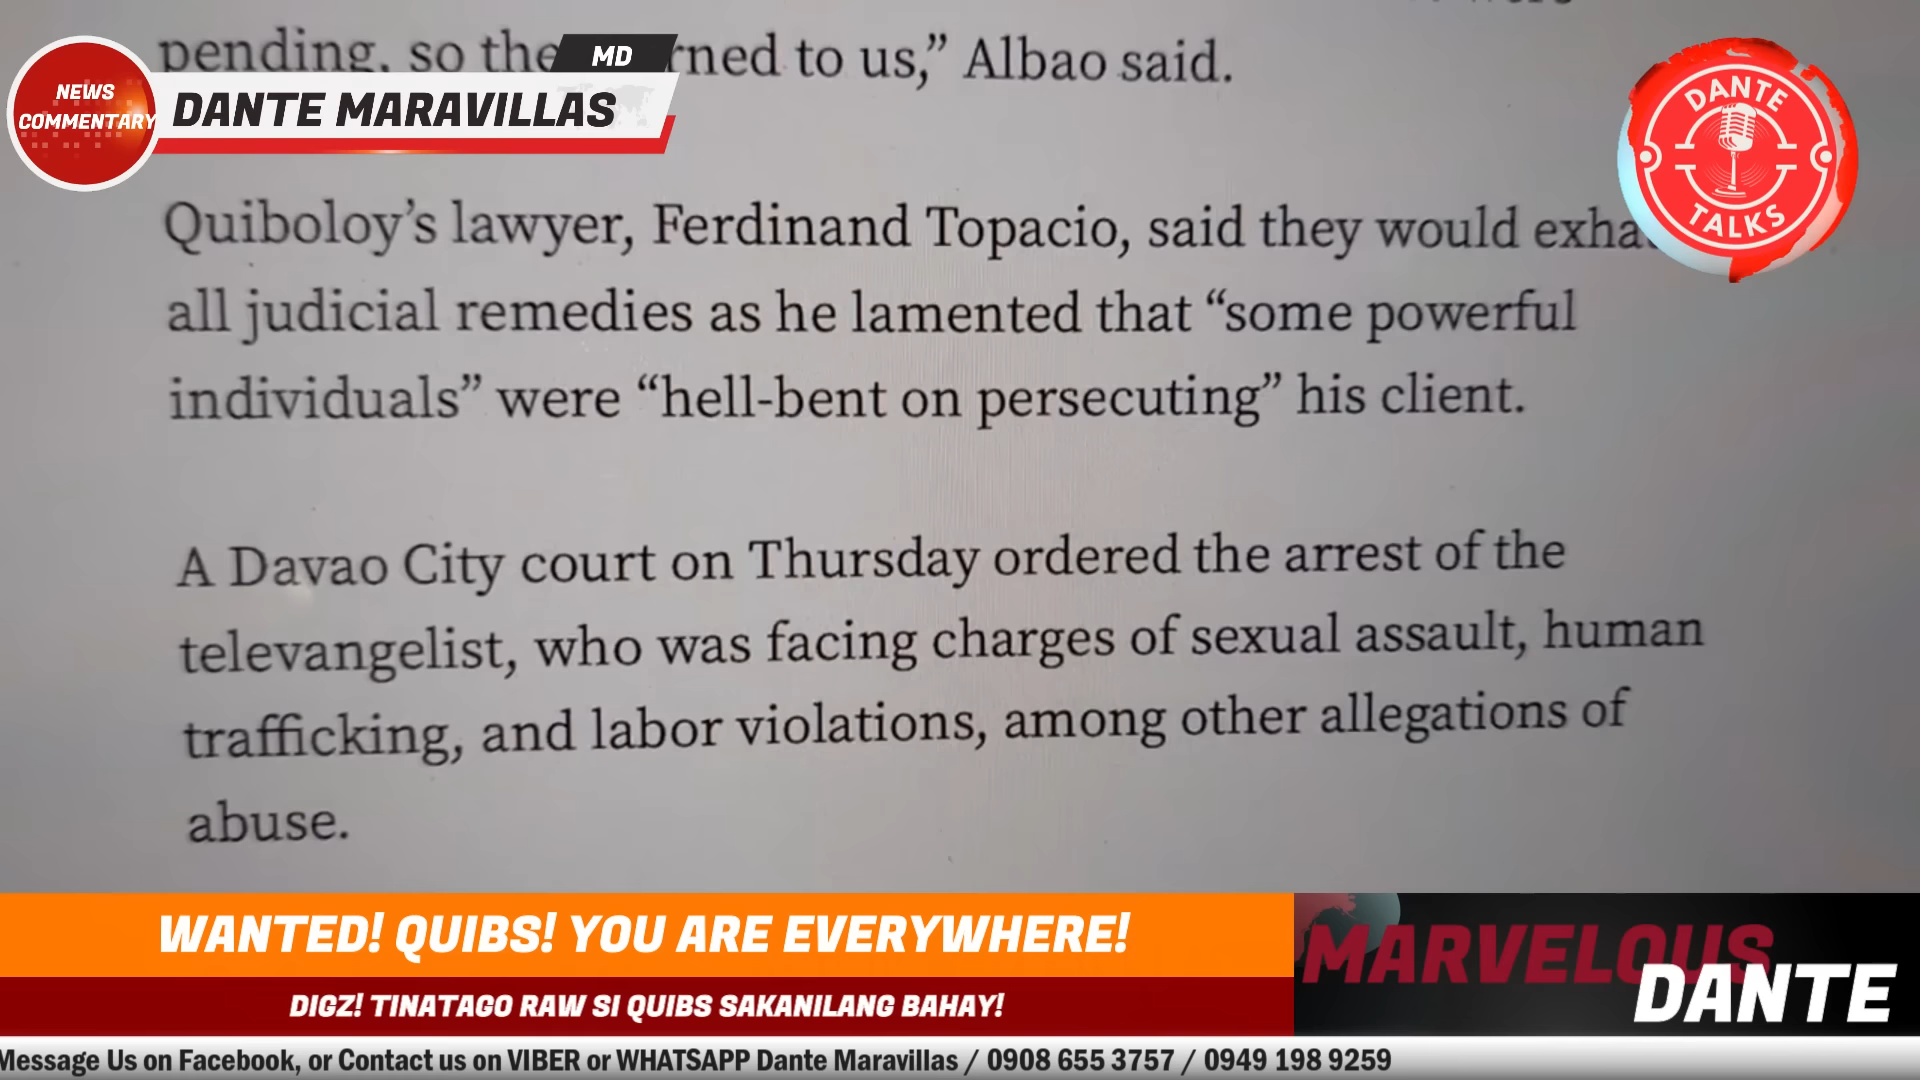 pending, so the rned to us,” Albao said.
MD
NEWS
COMMENTARY
DANTE MARAVILLAS
DANTE
TALKS
Quiboloy’s lawyer, Ferdinand Topacio, said they would
all judicial remedies as he lamented that “some powerful
individuals” were “hell-bent on persecuting” his client.
A Davao City court on Thursday ordered the arrest of the
televangelist, who was facing charges of sexual assault, human
trafficking, and labor violations, among other allegations of
abuse.
WANTED! QUIBS! YOU ARE EVERYWHERE!
DIGZ! TINATAGO RAW SI QUIBS SAKANILANG BAHAY!
MARVELOUS
DANTE
Message Us on Facebook, or Contact us on VIBER or WHATSAPP Dante Maravillas / 0908 655 3757 / 0949 198 9259